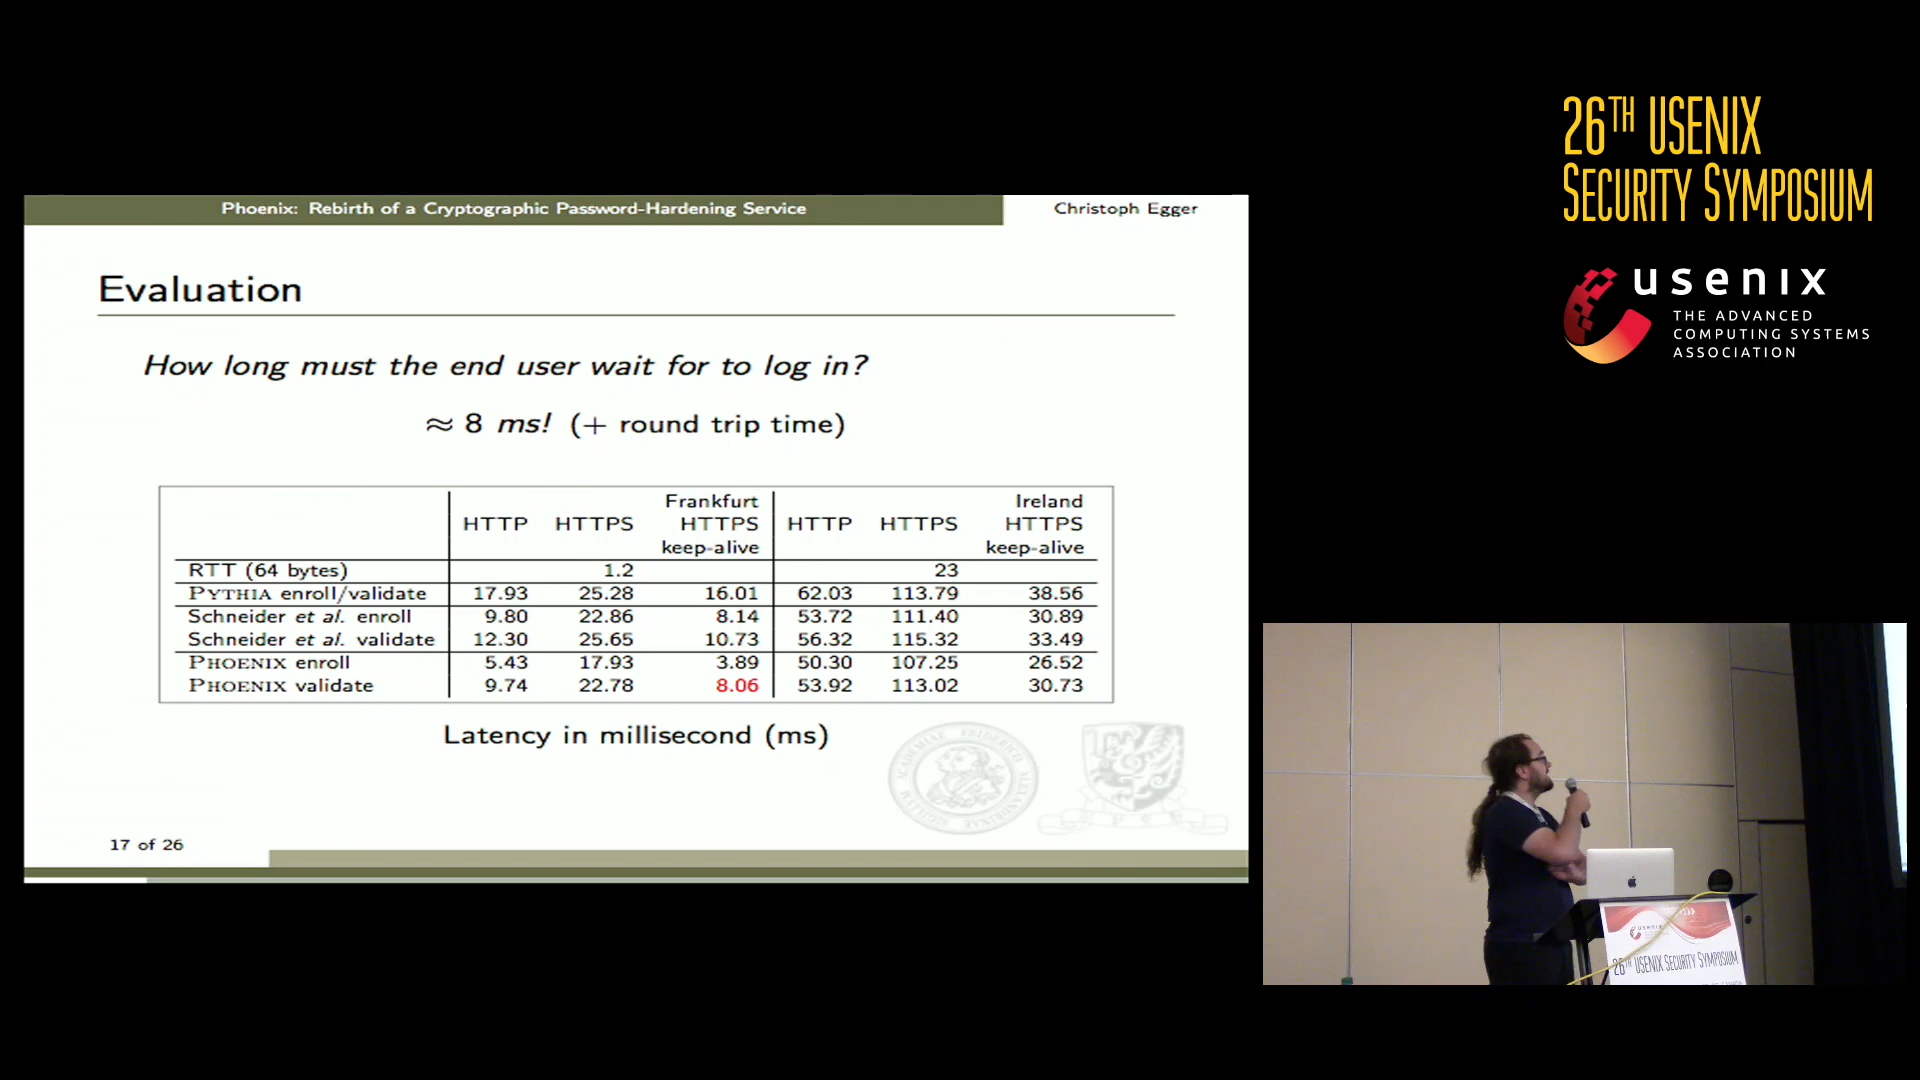 26TH USENIX
SECURITY SYMPOSIUM
usenix
THE ADVANCED
COMPUTING SYSTEMS
ASSOCIATION
Phoenix: Rebirth of a Cryptographic Password-Hardening Service Christoph Egger
Evaluation
How long must the end user wait for to log in?
≈ 8 ms! (+ round trip time)
Frankfurt Ireland
HTTP HTTPS HTTPS HTTP HTTPS HTTPS
keep-alive keep-alive
RTT (64 bytes) 1.2 23
PYTHIA enroll/validate 17.93 25.28 16.01 62.03 113.79 38.56
Schneider et al. enroll 9.80 22.86 8.14 53.72 111.40 30.89
Schneider et al. validate 12.30 25.65 10.73 56.32 115.32 33.49
PHOENIX enroll 5.43 17.93 3.89 50.30 107.25 26.52
PHOENIX validate 9.74 22.78 8.06 53.92 113.02 30.73
Latency in millisecond (ms)
17 of 26
usenix
26TH USENIX SECURITY SYMPOSIUM